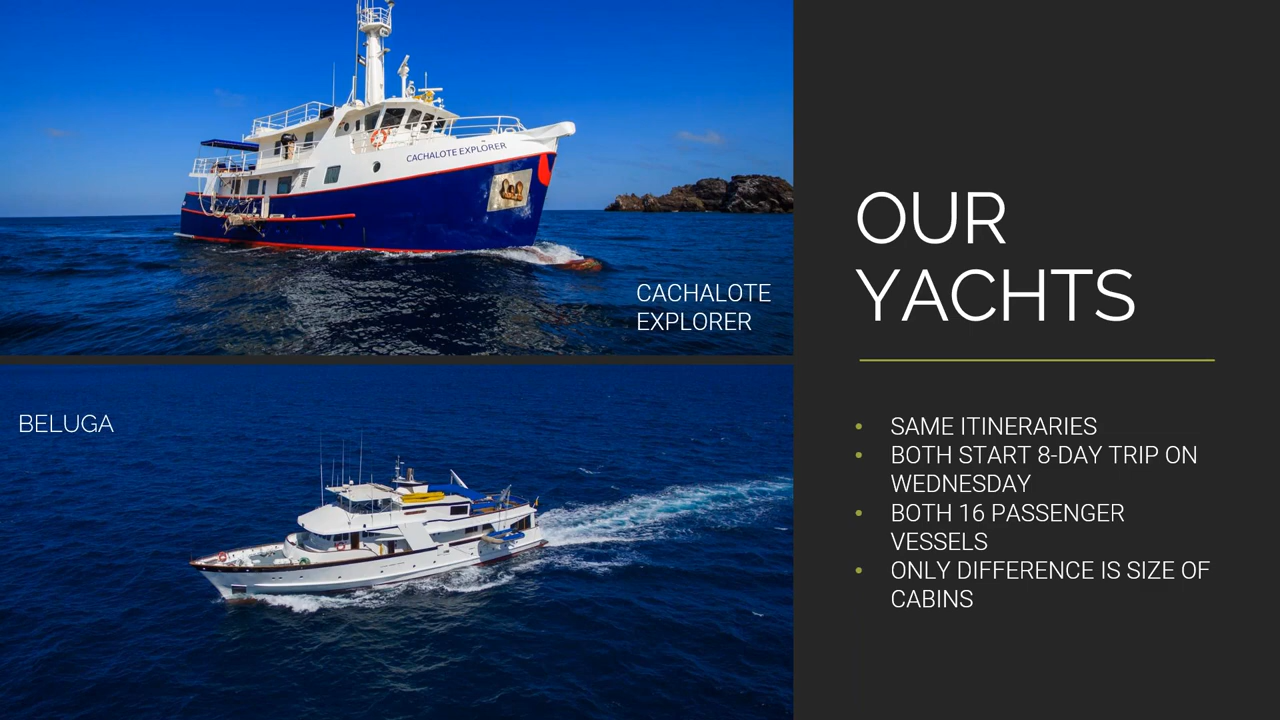 CACHALOTE EXPLORER
CACHALOTE
EXPLORER
BELUGA
OUR
YACHTS
• SAME ITINERARIES
• BOTH START 8-DAY TRIP ON
WEDNESDAY
• BOTH 16 PASSENGER
VESSELS
• ONLY DIFFERENCE IS SIZE OF
CABINS